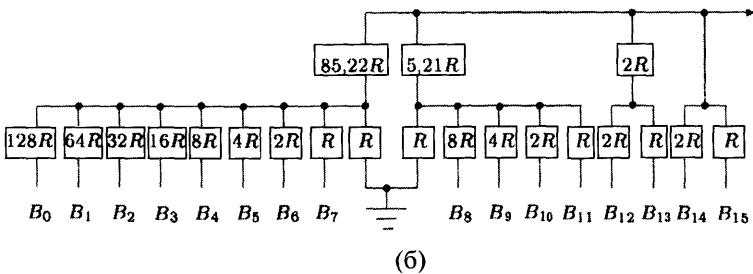 85,22R 5,21R 2R
128R 64R 32R 16R 8R 4R 2R R R R 8R 4R 2R R 2R R 2R R
B₀ B₁ B₂ B₃ B₄ B₅ B₆ B₇ B₈ B₉ B₁₀ B₁₁ B₁₂ B₁₃ B₁₄ B₁₅
(б)